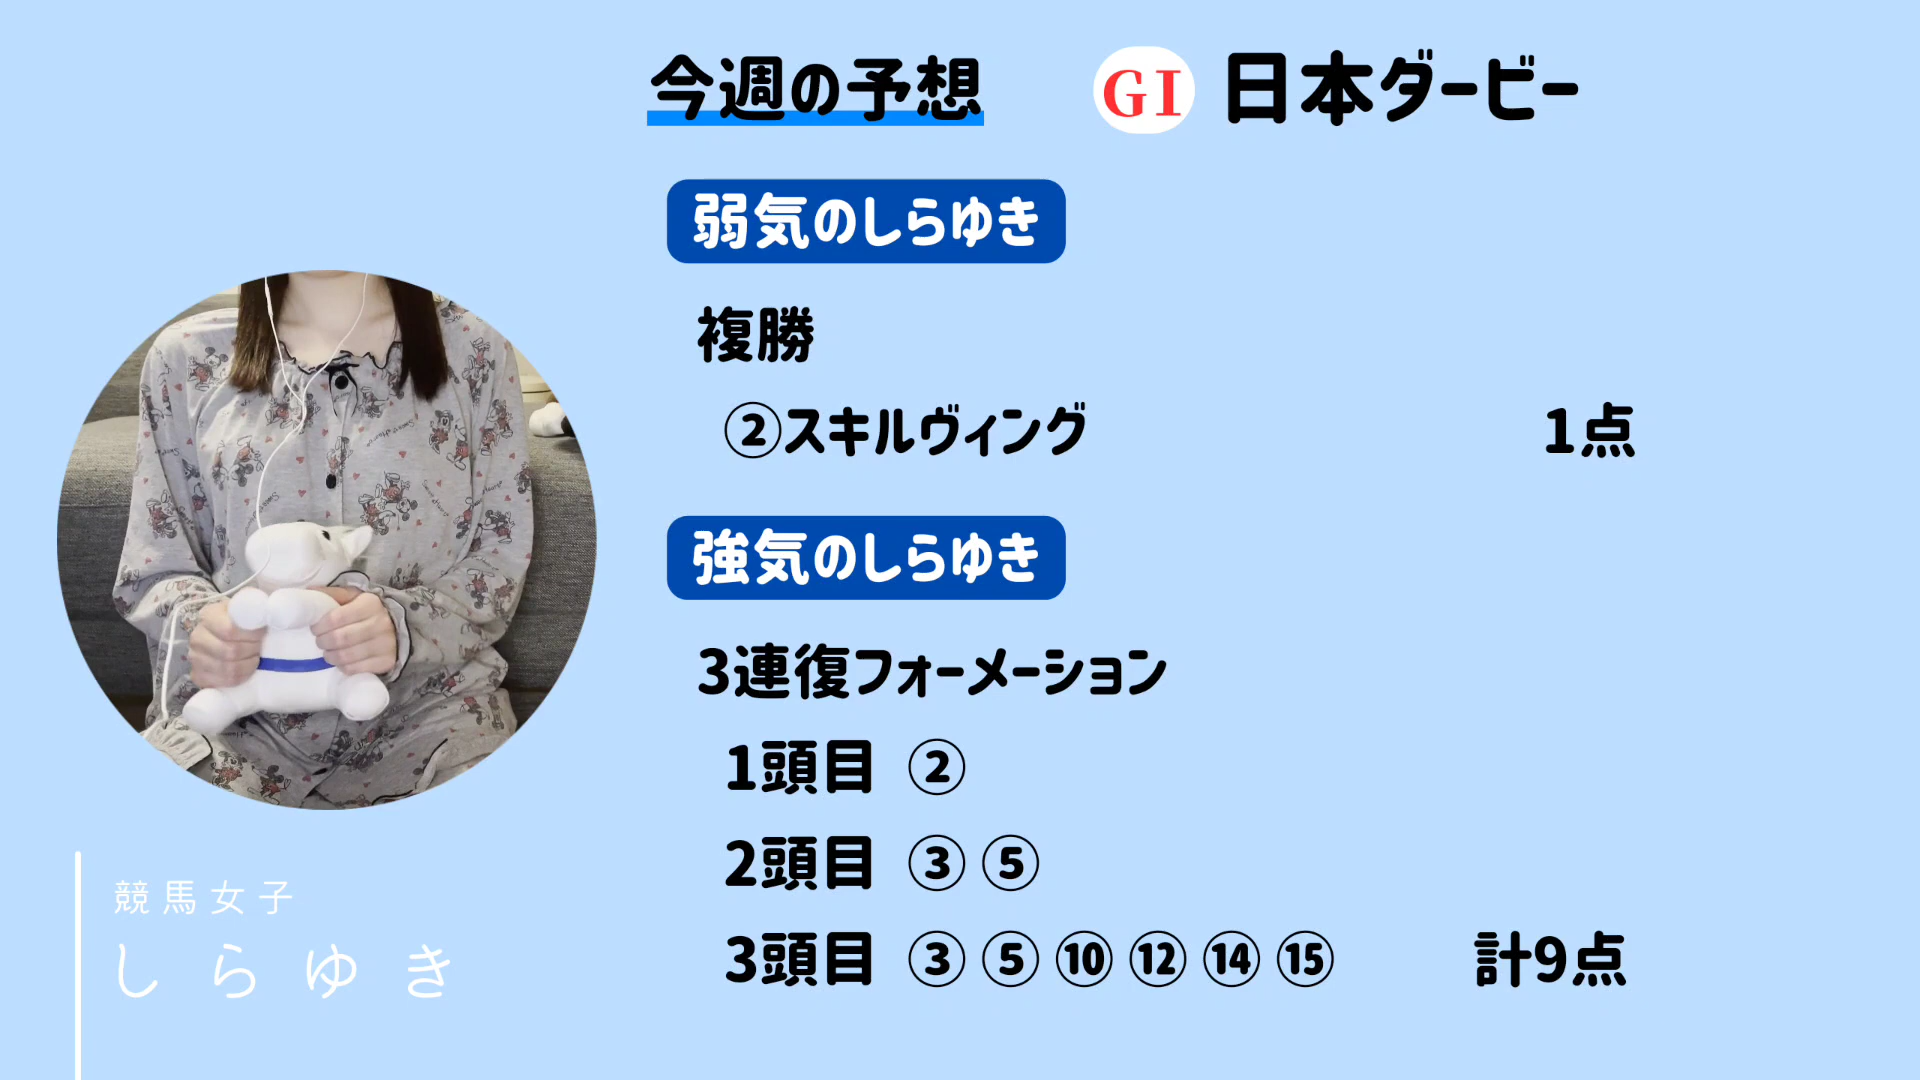 今週の予想 GI 日本ダービー
弱気のしらゆき
複勝
②スキルヴィング 1点
強気のしらゆき
3連復フォーメーション
1頭目 ②
2頭目 ③ ⑤
3頭目 ③ ⑤ ⑩ ⑫ ⑭ ⑮ 計9点
競馬女子
しらゆき